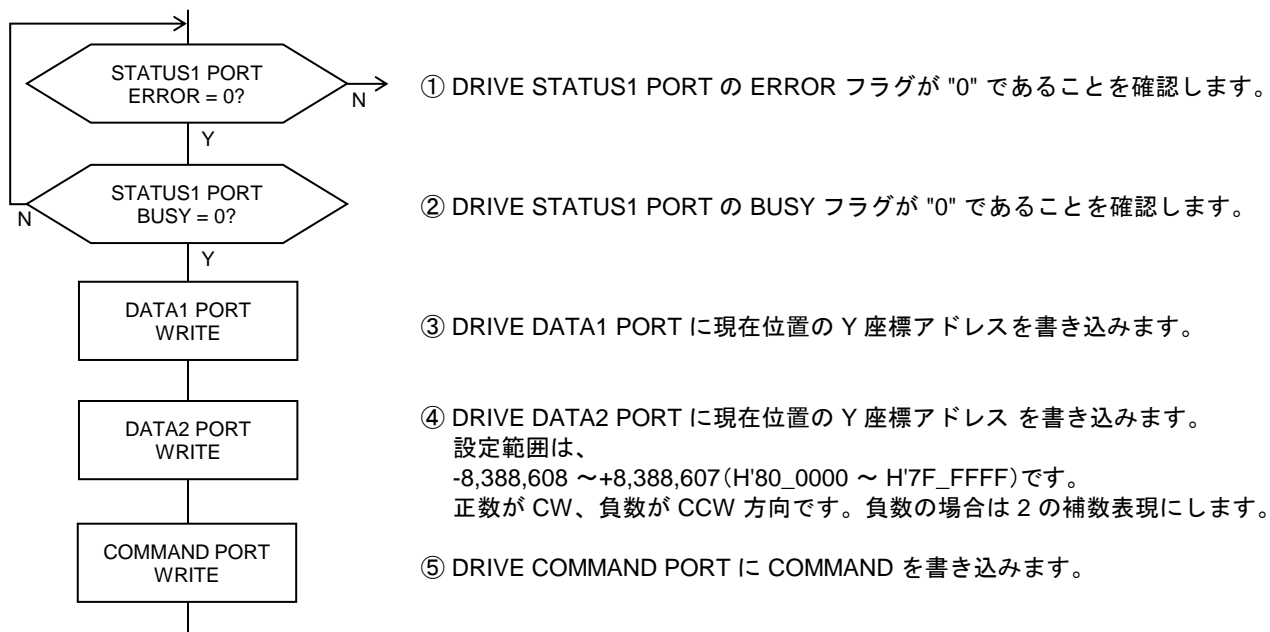 STATUS1 PORT
ERROR = 0?
N
① DRIVE STATUS1 PORT の ERROR フラグが "0" であることを確認します。
Y
STATUS1 PORT
BUSY = 0?
N
② DRIVE STATUS1 PORT の BUSY フラグが "0" であることを確認します。
Y
DATA1 PORT
WRITE
③ DRIVE DATA1 PORT に現在位置の Y 座標アドレスを書き込みます。
DATA2 PORT
WRITE
④ DRIVE DATA2 PORT に現在位置の Y 座標アドレス を書き込みます。
設定範囲は、
-8,388,608 ～+8,388,607(H'80_0000 ～ H'7F_FFFF)です。
正数が CW、負数が CCW 方向です。負数の場合は 2 の補数表現にします。
COMMAND PORT
WRITE
⑤ DRIVE COMMAND PORT に COMMAND を書き込みます。